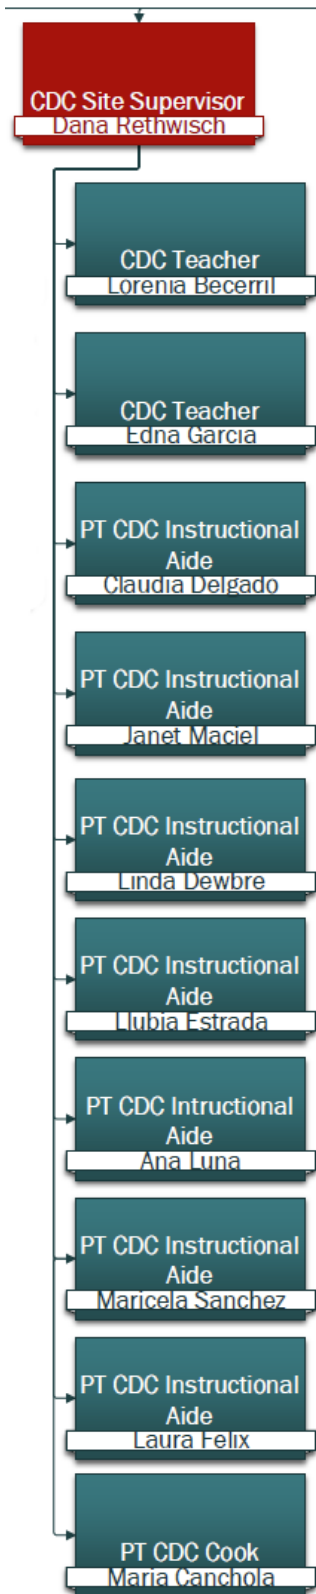 CDC Site Supervisor
Dana Rethwisch
CDC Teacher
Lorenia Becerril
CDC Teacher
Edna Garcia
PT CDC Instructional
Aide
Claudia Delgado
PT CDC Instructional
Aide
Janet Maciel
PT CDC Instructional
Aide
Linda Dewbre
PT CDC Instructional
Aide
Llubia Estrada
PT CDC Intructional
Aide
Ana Luna
PT CDC Instructional
Aide
Maricela Sanchez
PT CDC Instructional
Aide
Laura Felix
PT CDC Cook
Maria Canchola